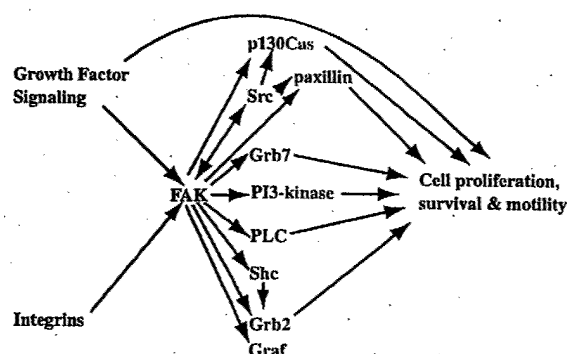 p130Cas
Growth Factor
Signaling
paxillin
Src
Grb7
FAK
PI3-kinase
Cell proliferation,
survival & motility
PLC
Shc
Integrins
Grb2
Graf